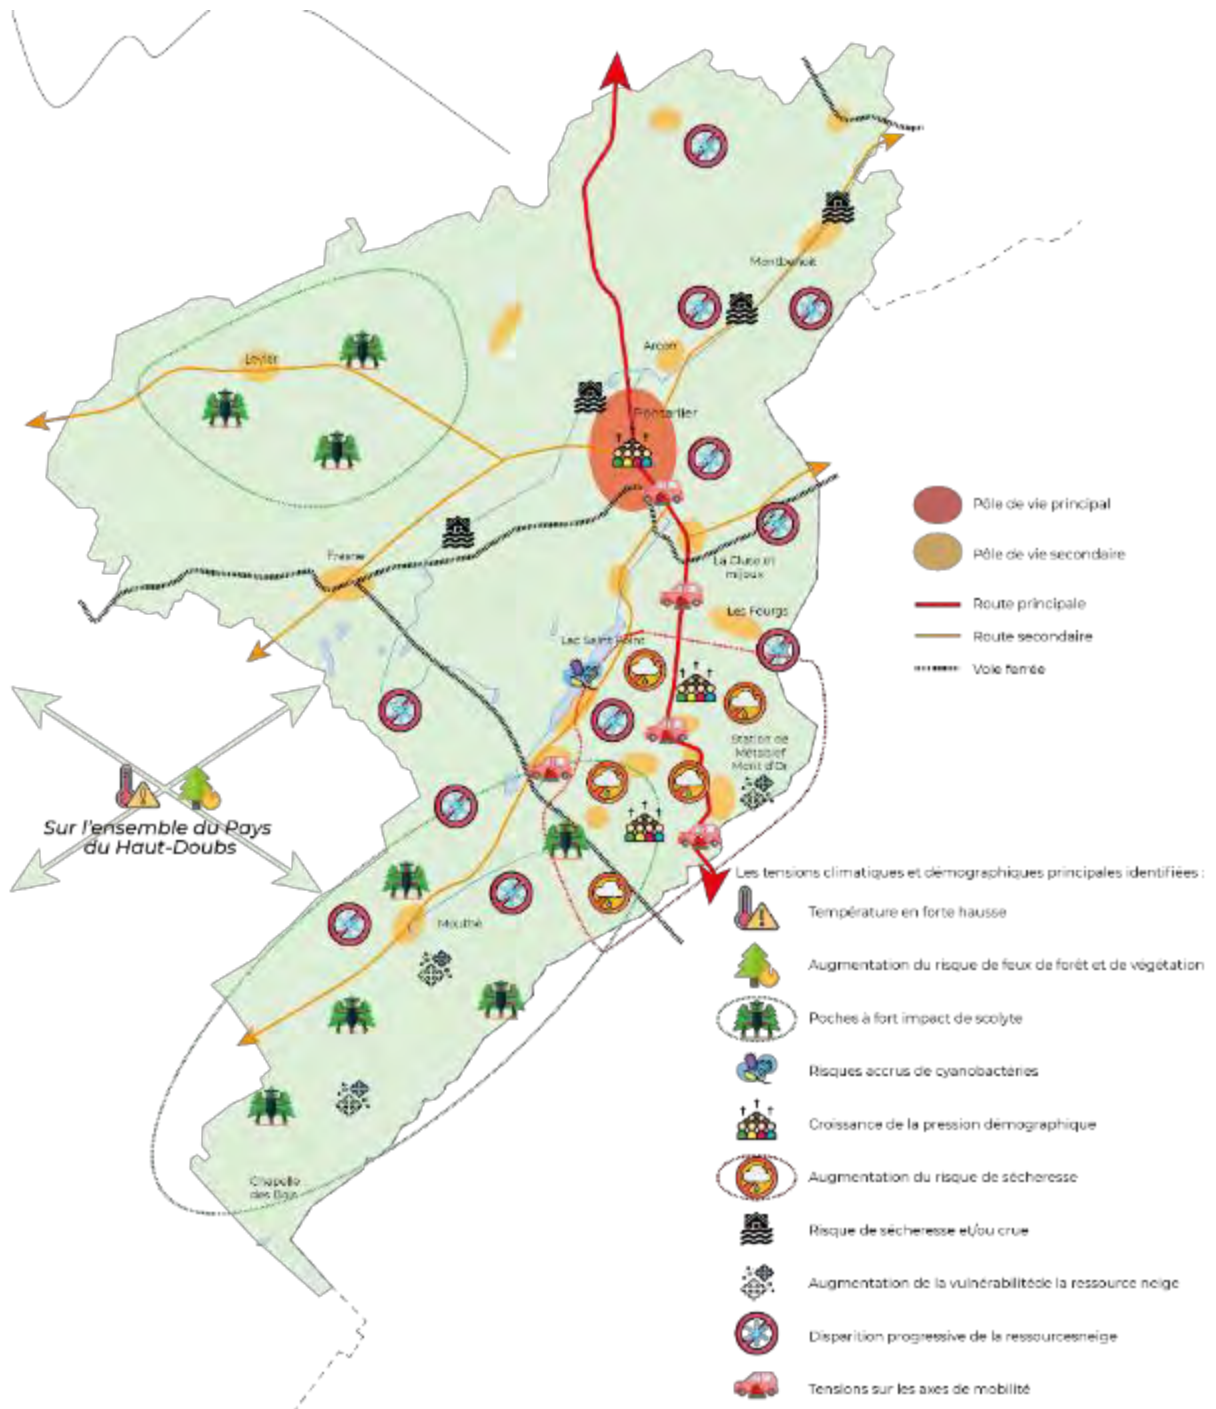 Montbenoit
Arçon
Levier
Pontarlier
Frasne
La Cluse et
mijoux
Les Fourgs
Lac Saint Point
Station de
Métabief
Mont d'Or
Mouthe
Chapelle
des Bois
Sur l'ensemble du Pays
du Haut-Doubs
Pôle de vie principal
Pôle de vie secondaire
Route principale
Route secondaire
Voie ferrée
Les tensions climatiques et démographiques principales identifiées :
Température en forte hausse
Augmentation du risque de feux de forêt et de végétation
Poches à fort impact de scolyte
Risques accrus de cyanobactéries
Croissance de la pression démographique
Augmentation du risque de sécheresse
Risque de sécheresse et/ou crue
Augmentation de la vulnérabilitéde la ressource neige
Disparition progressive de la ressourcesneige
Tensions sur les axes de mobilité